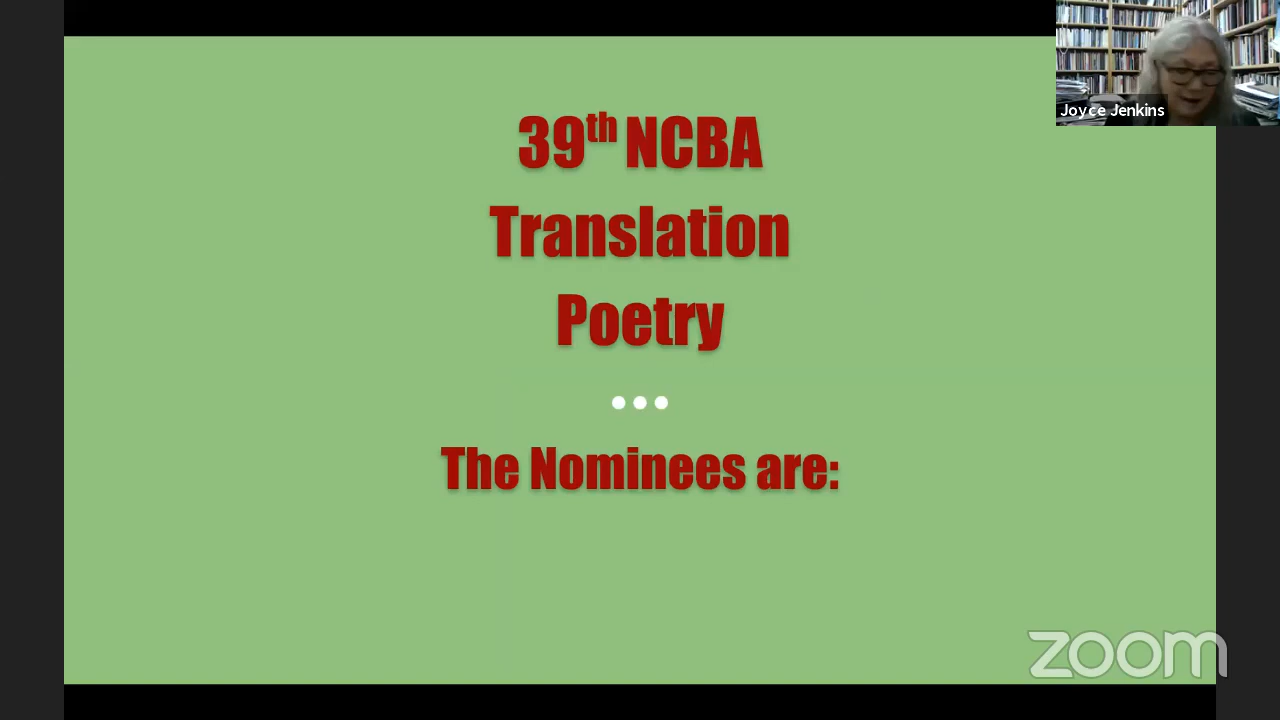 39th NCBA
Translation
Poetry
The Nominees are:
Joyce Jenkins
zoom